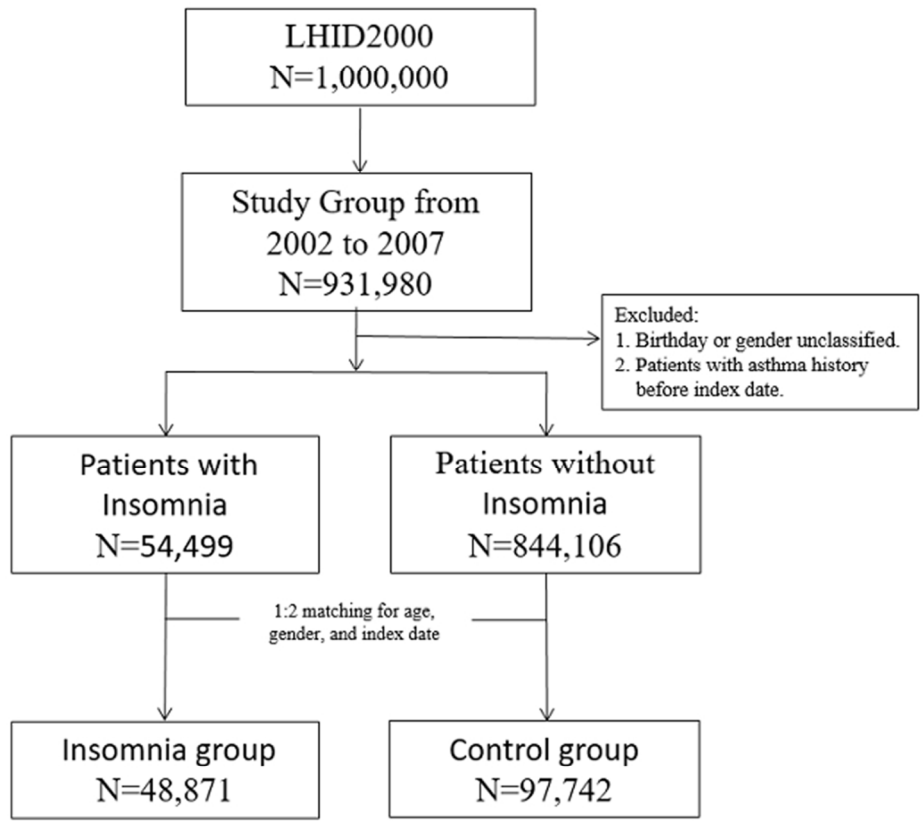 LHID2000
N=1,000,000
Study Group from
2002 to 2007
N=931,980
Excluded:
1. Birthday or gender unclassified.
2. Patients with asthma history
before index date.
Patients with
Insomnia
N=54,499
Patients without
Insomnia
N=844,106
1:2 matching for age,
gender, and index date
Insomnia group
N=48,871
Control group
N=97,742